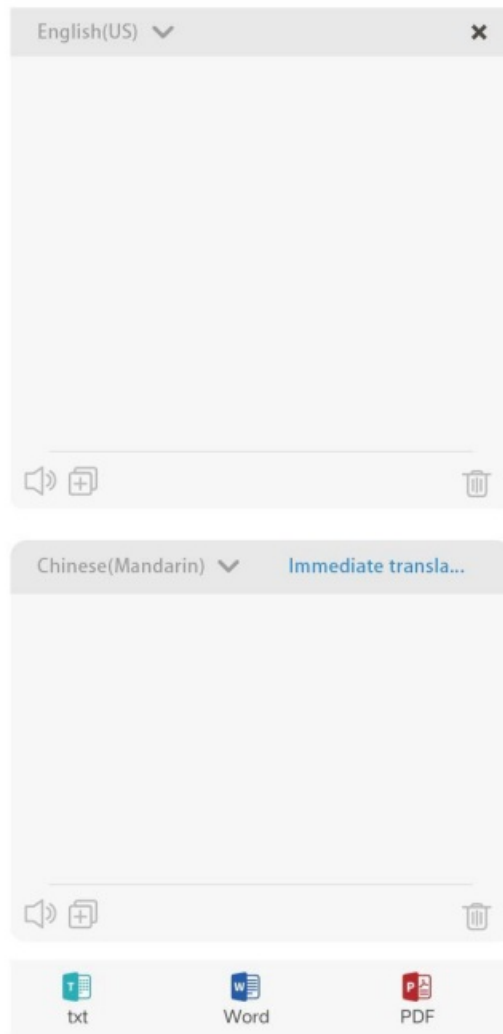 English(US)
Chinese(Mandarin) Immediate transla...
T W P
txt Word PDF